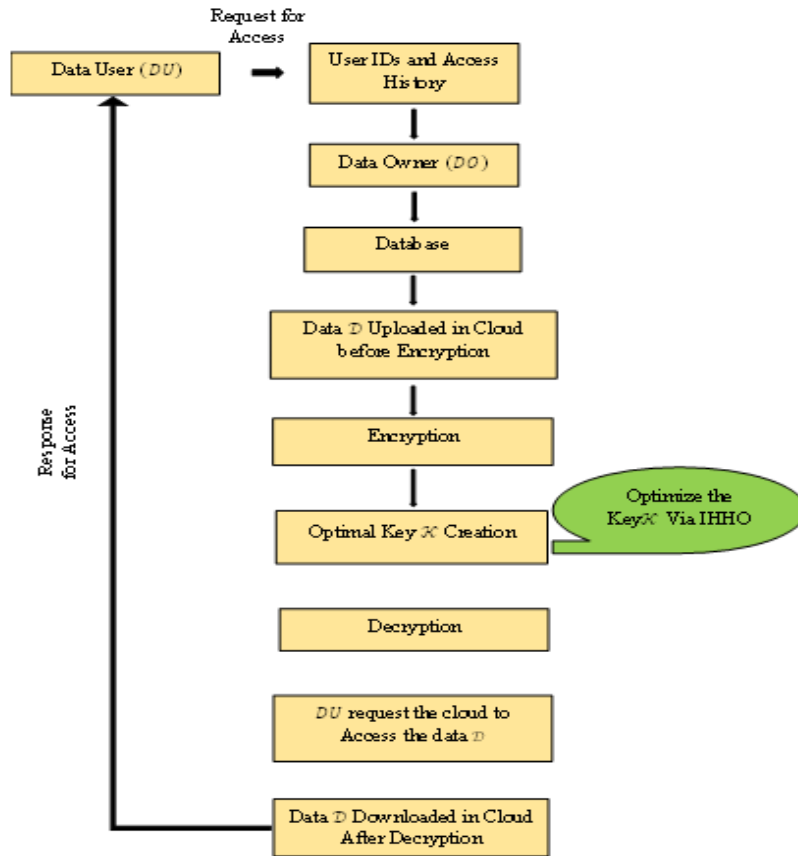 Request for
Access
Data User (𝒟𝒰)
User IDs and Access
History
Data Owner (𝒟𝒪)
Database
Data 𝒟 Uploaded in Cloud
before Encryption
Encryption
Response
for Access
Optimize the
Key𝒦 Via IHHO
Optimal Key 𝒦 Creation
Decryption
𝒟𝒰 request the cloud to
Access the data 𝒟
Data 𝒟 Downloaded in Cloud
After Decryption